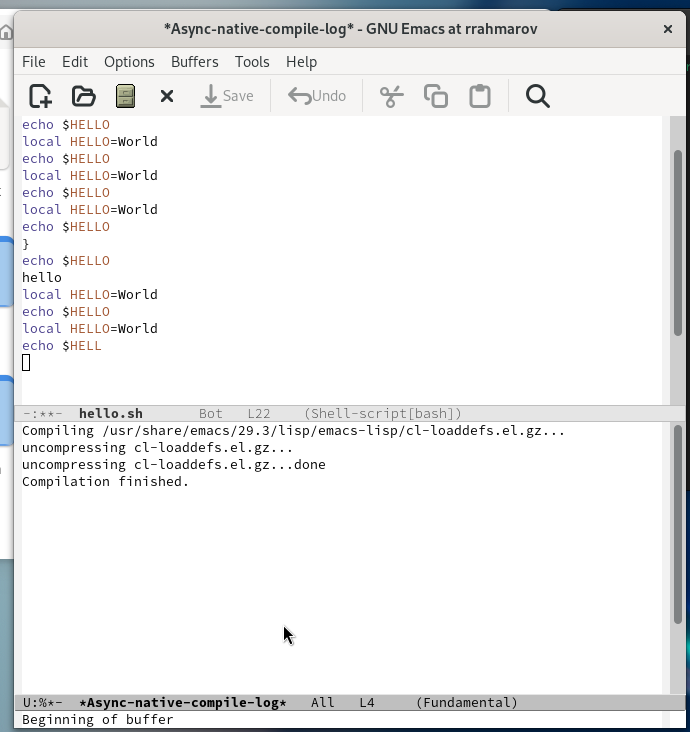 *Async-native-compile-log* - GNU Emacs at rrahmarov
File Edit Options Buffers Tools Help
Save Undo
echo $HELLO
local HELLO=World
echo $HELLO
local HELLO=World
echo $HELLO
local HELLO=World
echo $HELLO
}
echo $HELLO
hello
local HELLO=World
echo $HELLO
local HELLO=World
echo $HELL
-:**- hello.sh Bot L22 (Shell-script[bash])
Compiling /usr/share/emacs/29.3/lisp/emacs-lisp/cl-loaddefs.el.gz...
uncompressing cl-loaddefs.el.gz...
uncompressing cl-loaddefs.el.gz...done
Compilation finished.
U:%*- *Async-native-compile-log* All L4 (Fundamental)
Beginning of buffer